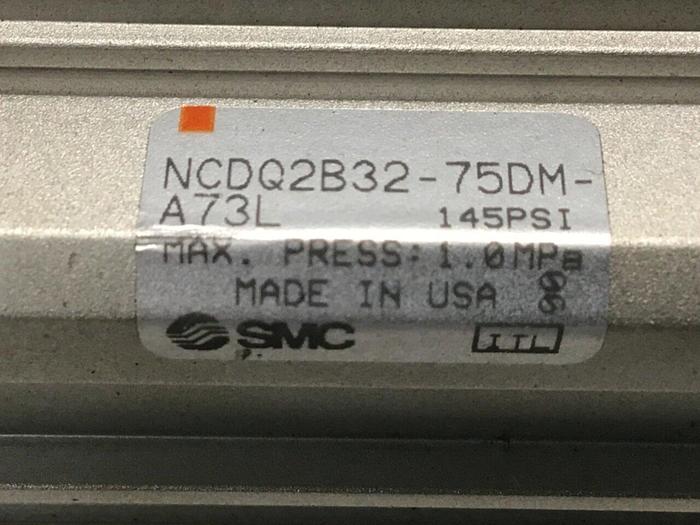 NCDQ2B32-75DM-
A73L 145PSI
MAX. PRESS: 1.0MPa
MADE IN USA
SMC ITL